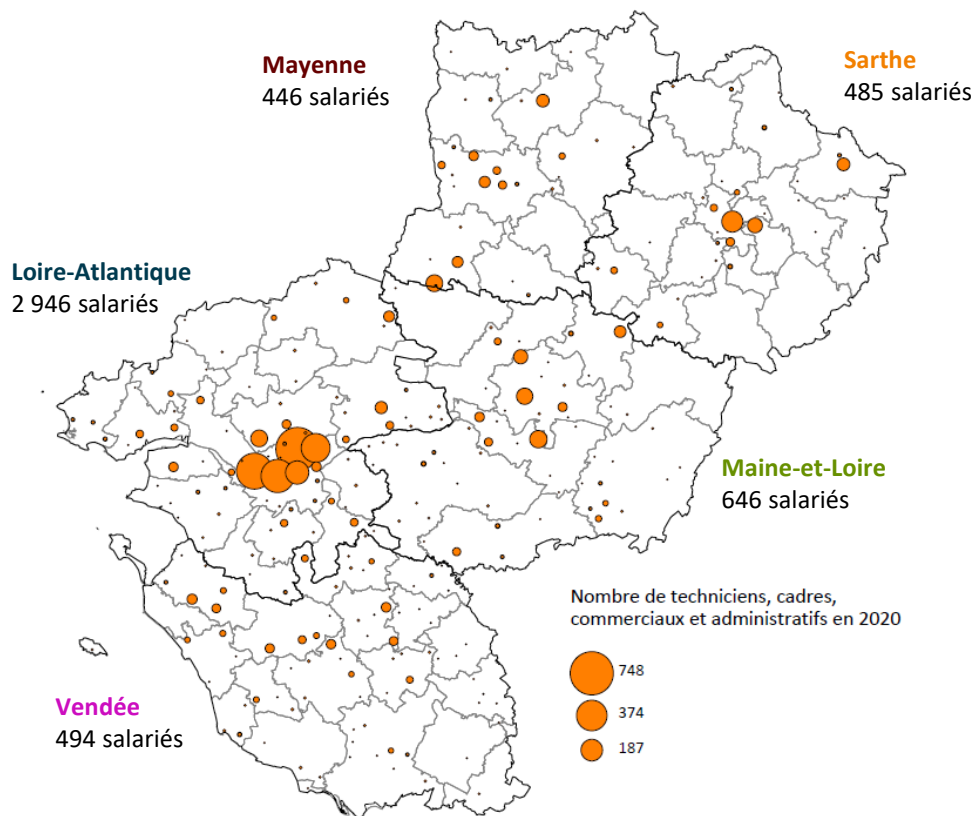 Mayenne
446 salariés
Sarthe
485 salariés
Loire-Atlantique
2 946 salariés
Maine-et-Loire
646 salariés
Vendée
494 salariés
Nombre de techniciens, cadres,
commerciaux et administratifs en 2020
748
374
187